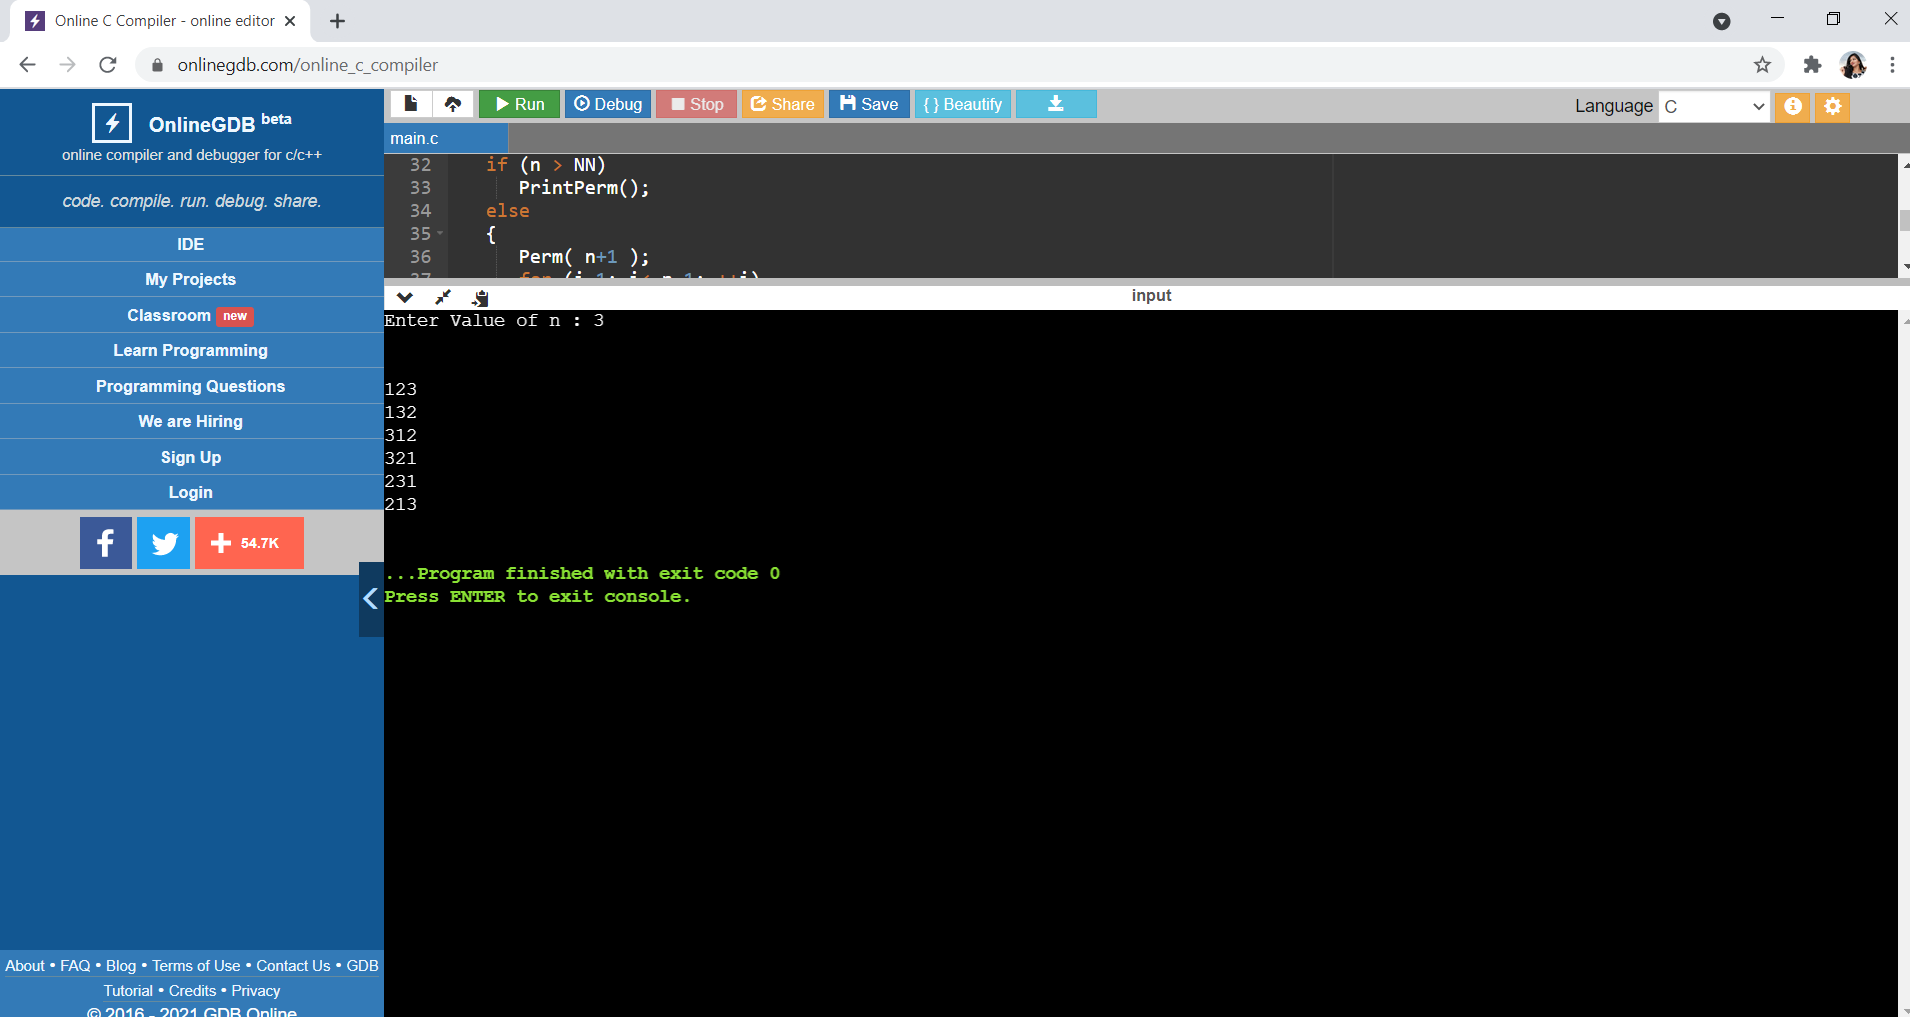 Online C Compiler - online editor
onlinegdb.com/online_c_compiler
OnlineGDB beta
online compiler and debugger for c/c++
code. compile. run. debug. share.
IDE
My Projects
Classroom new
Learn Programming
Programming Questions
We are Hiring
Sign Up
Login
54.7K
About • FAQ • Blog • Terms of Use • Contact Us • GDB
Tutorial • Credits • Privacy
© 2016 - 2021 GDB Online
Run Debug Stop Share Save { } Beautify
Language C
main.c
32 if (n > NN)
33 PrintPerm();
34 else
35 {
36 Perm( n+1 );
input
Enter Value of n : 3
123
132
312
321
231
213
...Program finished with exit code 0
Press ENTER to exit console.